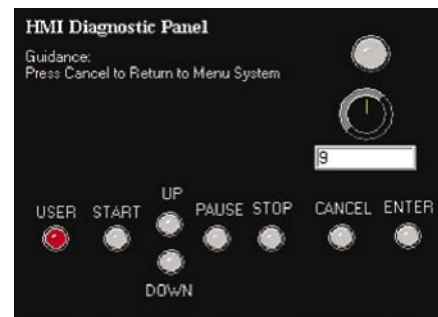 HMI Diagnostic Panel
Guidance:
Press Cancel to Return to Menu System
9
UP
USER START PAUSE STOP CANCEL ENTER
DOWN